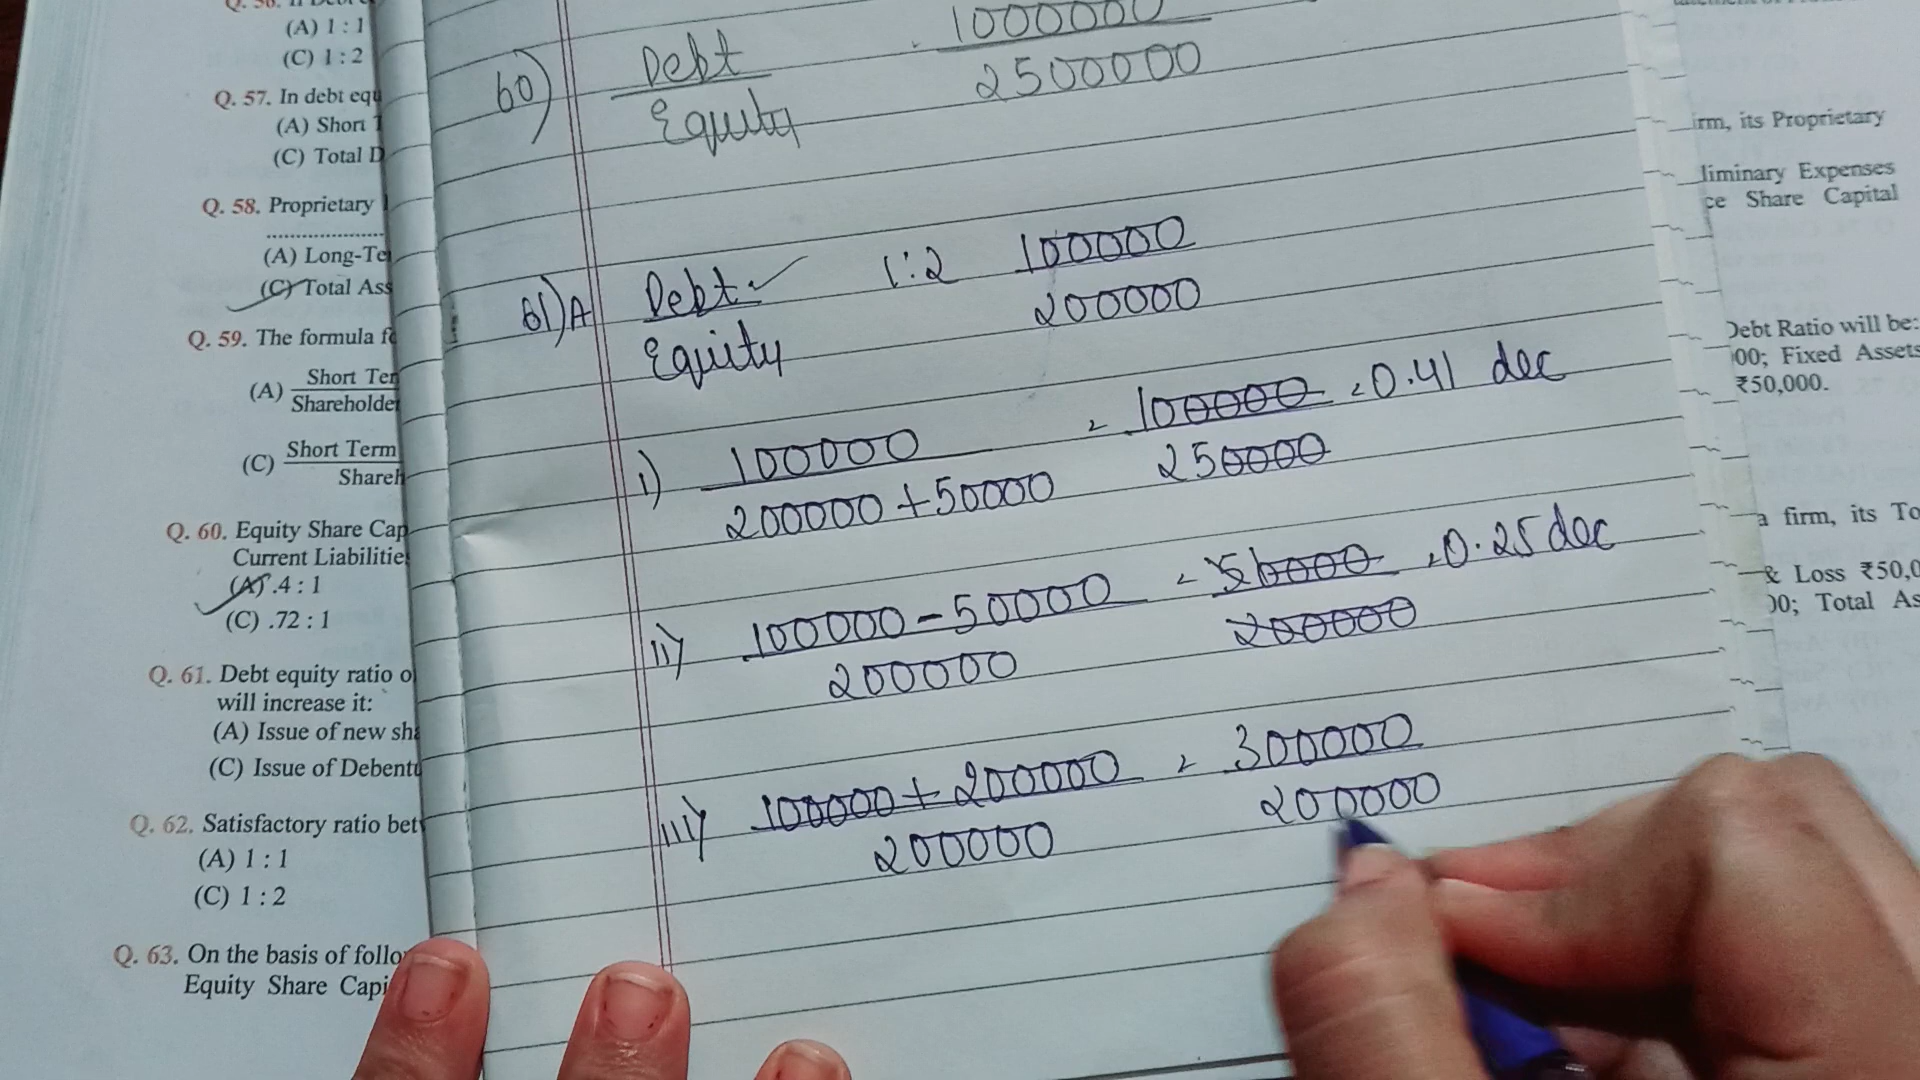 (A) 1 : 1
(C) 1 : 2
Q. 57. In debt equ
(A) Short T
(C) Total D
Q. 58. Proprietary
....................
(A) Long-Te
(C) Total Ass
Q. 59. The formula fo
(A) Short Ter
Shareholder
(C) Short Term
Shareh
Q. 60. Equity Share Cap
Current Liabilities
(A) .4 : 1
(C) .72 : 1
Q. 61. Debt equity ratio o
will increase it:
(A) Issue of new sha
(C) Issue of Debentu
Q. 62. Satisfactory ratio bet
(A) 1 : 1
(C) 1 : 2
Q. 63. On the basis of follo
Equity Share Capi
60) Debt 1000000
Equity 2500000
61) A Debt 1:2 100000
Equity 200000
i) 100000 = 100000 = 0.41 dec
200000 + 50000 250000
ii) 100000 - 50000 = 50000 = 0.25 dec
200000 200000
iii) 100000 + 200000 = 300000
200000 200000
irm, its Proprietary
liminary Expenses
ce Share Capital
Debt Ratio will be:
00; Fixed Assets
₹50,000.
a firm, its To
& Loss ₹50,0
00; Total As